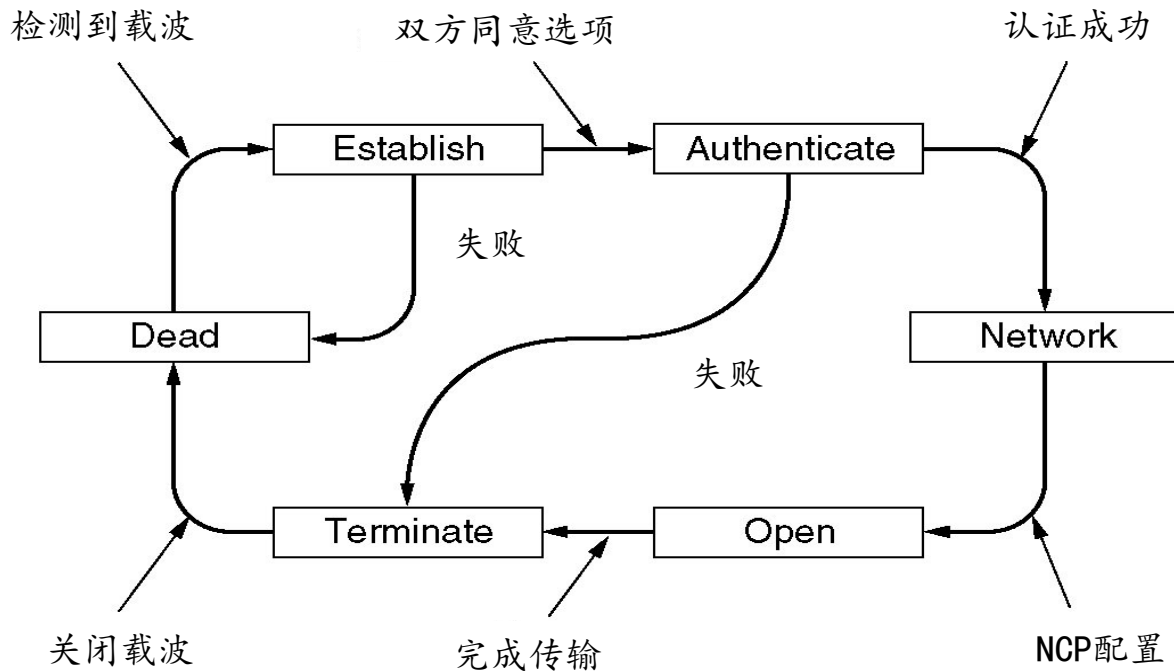 检测到载波
双方同意选项
认证成功
Establish
Authenticate
失败
Dead
Network
失败
Terminate
Open
关闭载波
完成传输
NCP配置